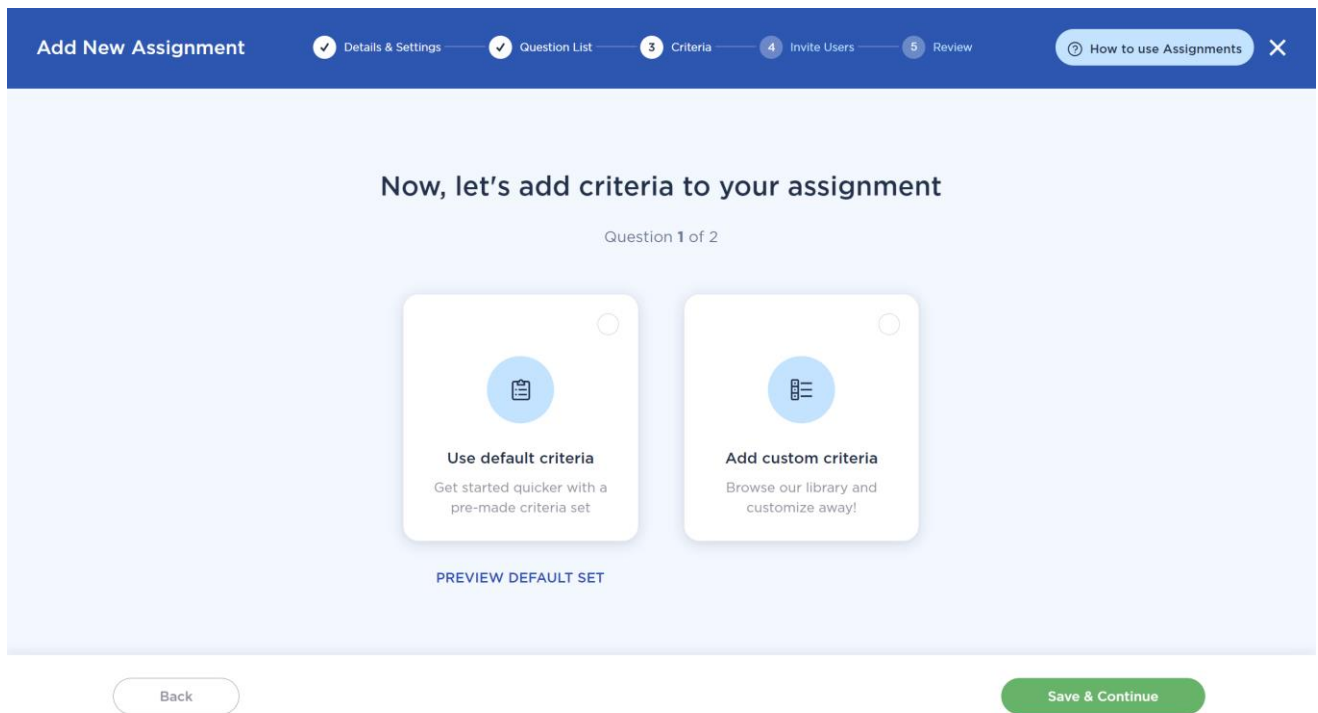 Add New Assignment
Details & Settings
Question List
3 Criteria
4 Invite Users
5 Review
How to use Assignments
Now, let's add criteria to your assignment
Question 1 of 2
Use default criteria
Get started quicker with a
pre-made criteria set
Add custom criteria
Browse our library and
customize away!
PREVIEW DEFAULT SET
Back
Save & Continue